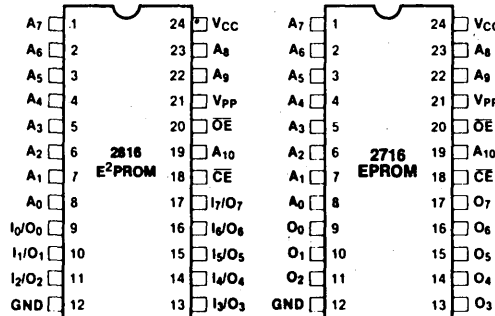 A7 1 24 VCC A7 1 24 VCC
A6 2 23 A8 A6 2 23 A8
A5 3 22 A9 A5 3 22 A9
A4 4 21 VPP A4 4 21 VPP
A3 5 20 OE A3 5 20 OE
A2 6 2816 19 A10 A2 6 2716 19 A10
E2PROM EPROM
A1 7 18 CE A1 7 18 CE
A0 8 17 I7/O7 A0 8 17 O7
I0/O0 9 16 I6/O6 O0 9 16 O6
I1/O1 10 15 I5/O5 O1 10 15 O5
I2/O2 11 14 I4/O4 O2 11 14 O4
GND 12 13 I3/O3 GND 12 13 O3